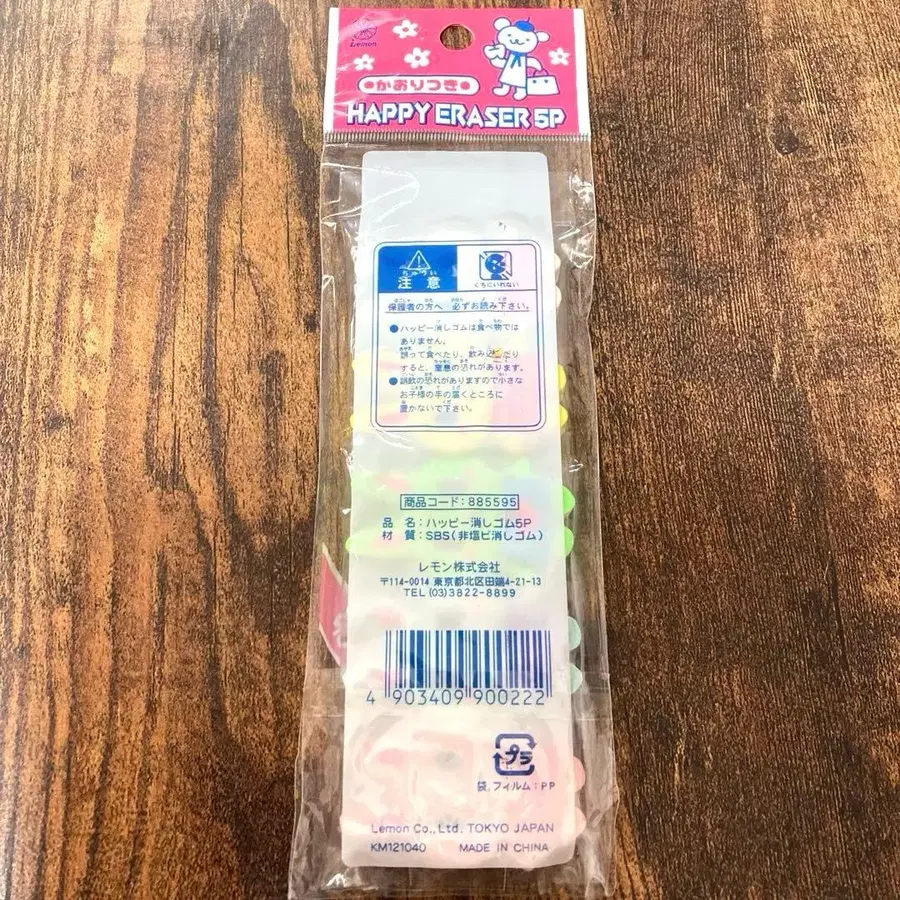 Lemon
かおりつき
HAPPY ERASER 5P
ちゅうい
注意
くちにいれない
保護者の方へ 必ずお読み下さい。
●ハッピー消しゴムは食べ物では
ありません。
誤って食べたり、飲み込んだり
すると、窒息の恐れがあります。
●誤飲の恐れがありますので小さな
お子様の手の届くところに
置かないで下さい。
商品コード:885595
品 名:ハッピー消しゴム5P
材 質:SBS(非塩ビ消しゴム)
レモン株式会社
〒114-0014 東京都北区田端4-21-13
TEL (03)3822-8899
4 903409 900222
プラ
袋,フィルム:PP
Lemon Co.,Ltd. TOKYO JAPAN
KM121040 MADE IN CHINA